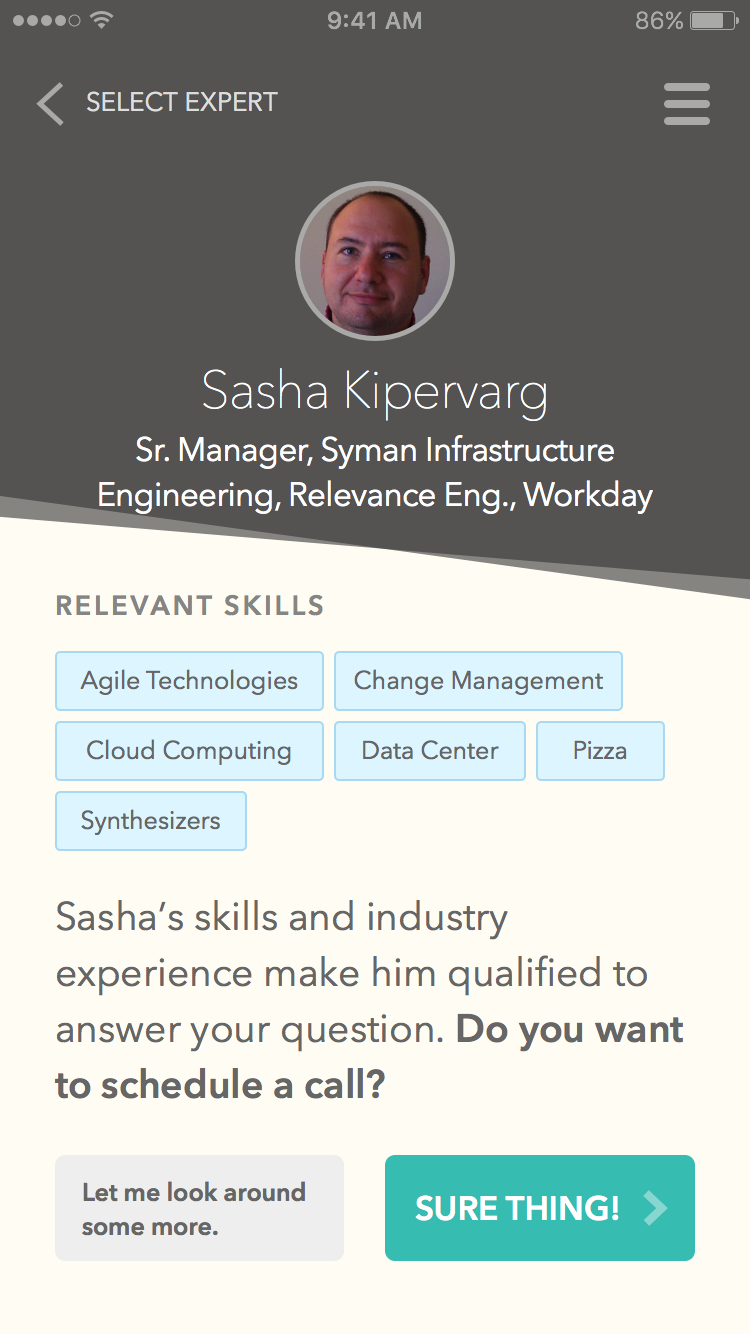 9:41 AM
86%
SELECT EXPERT
Sasha Kipervarg
Sr. Manager, Syman Infrastructure
Engineering, Relevance Eng., Workday
RELEVANT SKILLS
Agile Technologies
Change Management
Cloud Computing
Data Center
Pizza
Synthesizers
Sasha’s skills and industry
experience make him qualified to
answer your question. Do you want
to schedule a call?
Let me look around
some more.
SURE THING!